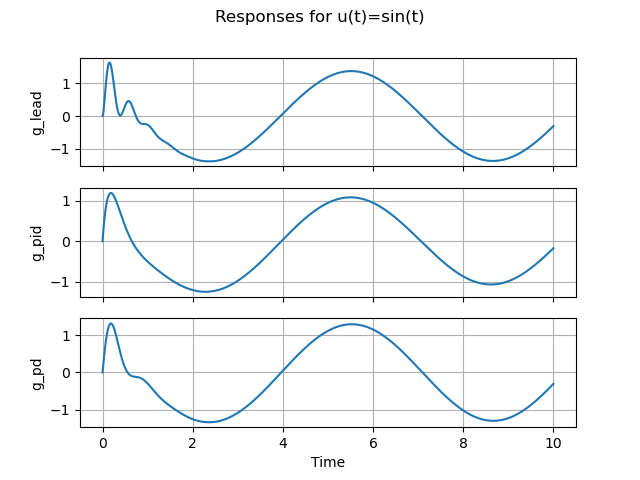 Responses for u(t)=sin(t)
g_lead
1
0
−1
g_pid
1
0
−1
g_pd
1
0
−1
0 2 4 6 8 10
Time